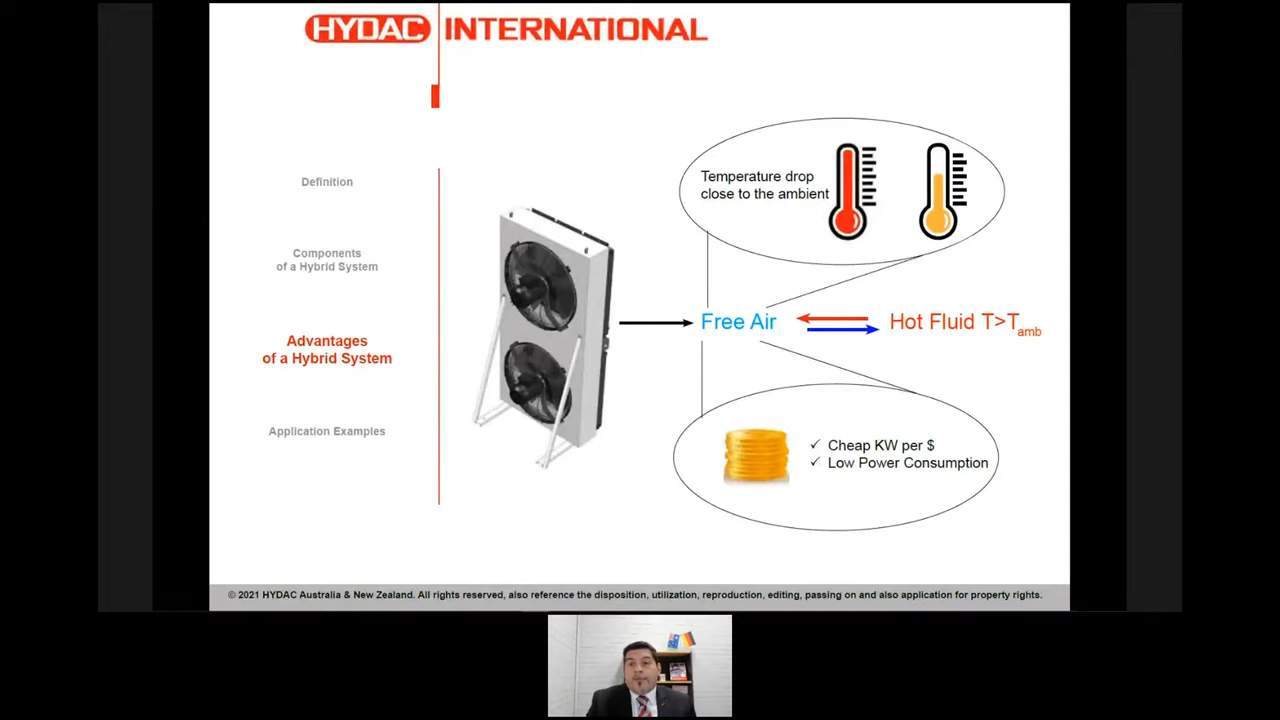 HYDAC INTERNATIONAL
Definition
Components
of a Hybrid System
Advantages
of a Hybrid System
Application Examples
Temperature drop
close to the ambient
Free Air
Hot Fluid T>Tamb
✓ Cheap KW per $
✓ Low Power Consumption
© 2021 HYDAC Australia & New Zealand. All rights reserved, also reference the disposition, utilization, reproduction, editing, passing on and also application for property rights.